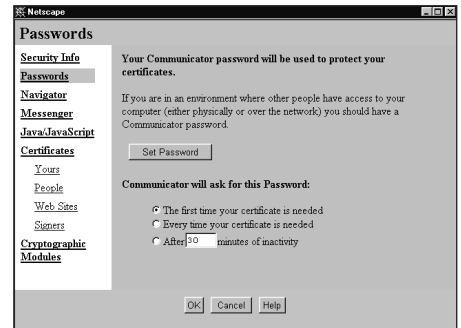 Netscape
Passwords
Security Info
Passwords
Navigator
Messenger
Java/JavaScript
Certificates
Yours
People
Web Sites
Signers
Cryptographic
Modules
Your Communicator password will be used to protect your
certificates.
If you are in an environment where other people have access to your
computer (either physically or over the network) you should have a
Communicator password.
Set Password
Communicator will ask for this Password:
The first time your certificate is needed
Every time your certificate is needed
After 30 minutes of inactivity
OK Cancel Help